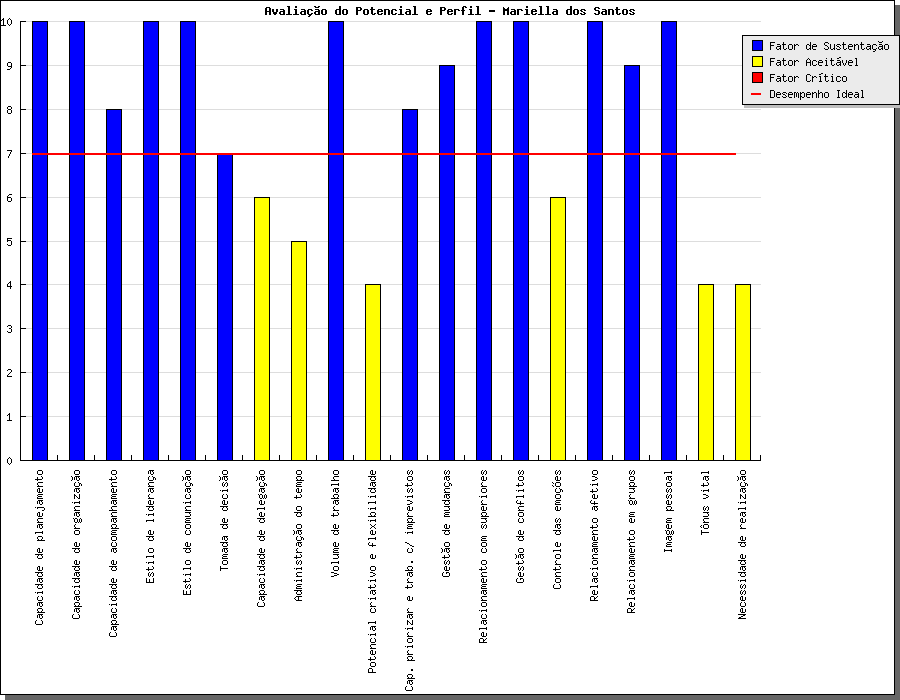 Avaliação do Potencial e Perfil - Mariella dos Santos
Fator de Sustentação
Fator Aceitável
Fator Crítico
Desempenho Ideal
10
9
8
7
6
5
4
3
2
1
0
Capacidade de planejamento
Capacidade de organização
Capacidade de acompanhamento
Estilo de liderança
Estilo de comunicação
Tomada de decisão
Capacidade de delegação
Administração do tempo
Volume de trabalho
Potencial criativo e flexibilidade
Cap. priorizar e trab. c/ imprevistos
Gestão de mudanças
Relacionamento com superiores
Gestão de conflitos
Controle das emoções
Relacionamento afetivo
Relacionamento em grupos
Imagem pessoal
Tônus vital
Necessidade de realização